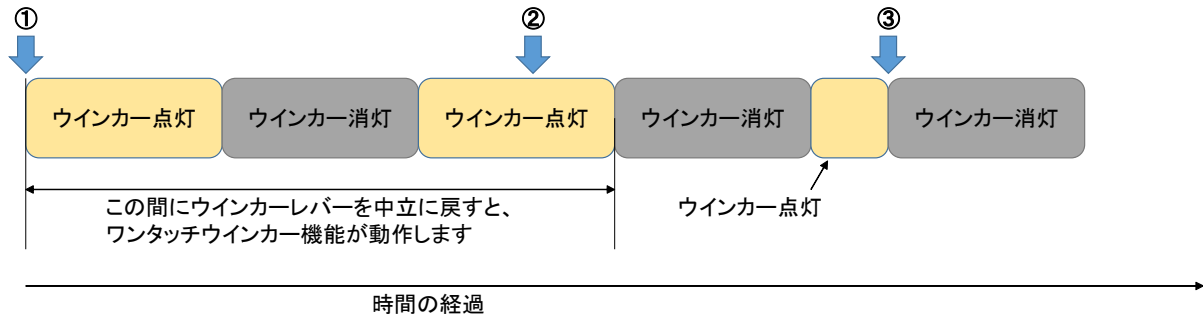 ① ② ③
ウインカー点灯 ウインカー消灯 ウインカー点灯 ウインカー消灯 ウインカー消灯
この間にウインカーレバーを中立に戻すと、
ワンタッチウインカー機能が動作します
ウインカー点灯
時間の経過